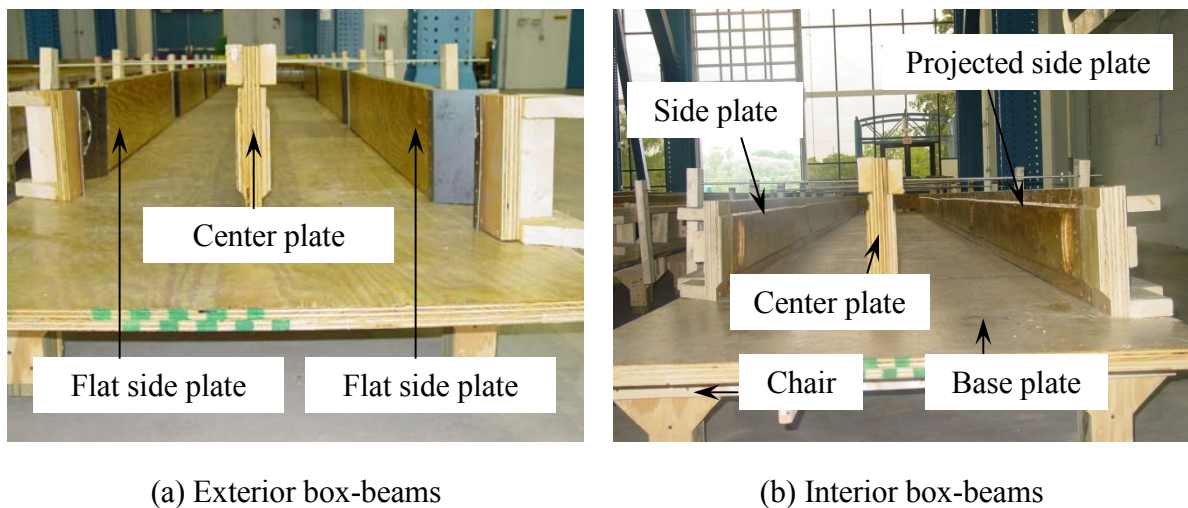 Center plate
Flat side plate
Flat side plate
(a) Exterior box-beams
Projected side plate
Side plate
Center plate
Chair
Base plate
(b) Interior box-beams